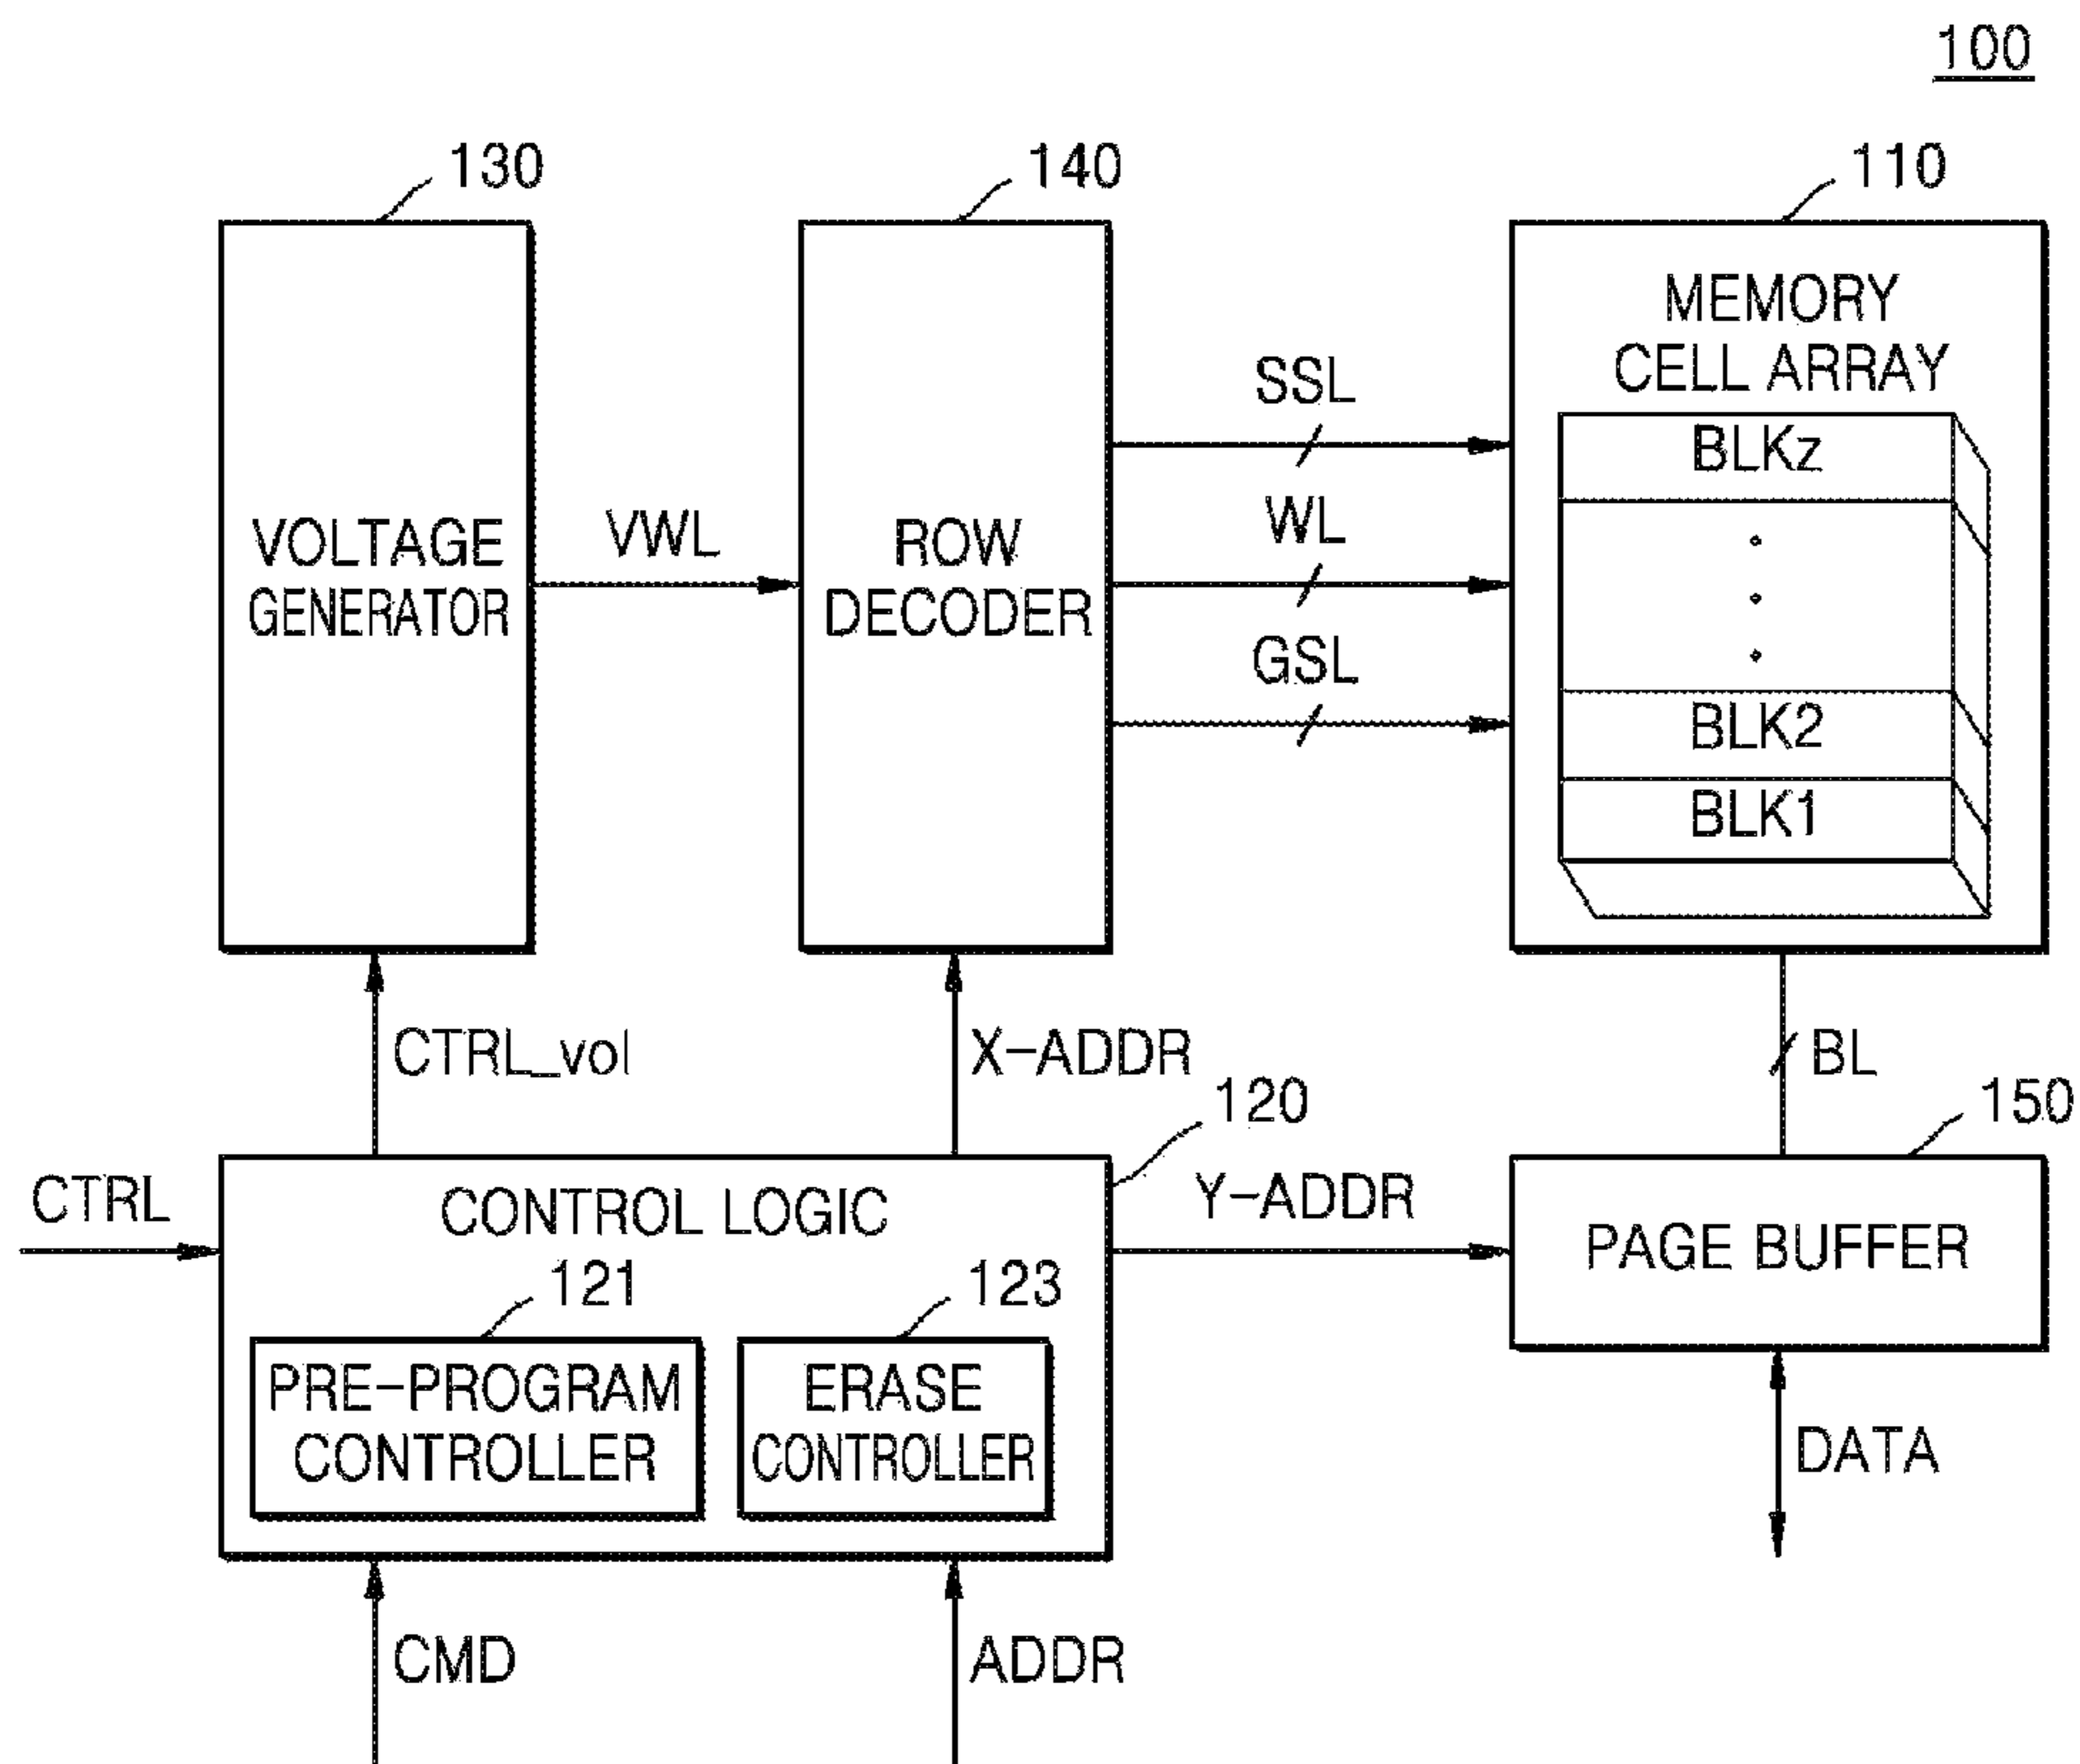 100
130
140
110
VOLTAGE
GENERATOR
VWL
ROW
DECODER
SSL
WL
GSL
MEMORY
CELL ARRAY
BLKz
BLK2
BLK1
CTRL_vol
X-ADDR
BL
120
150
CTRL
CONTROL LOGIC
Y-ADDR
PAGE BUFFER
121
123
PRE-PROGRAM
CONTROLLER
ERASE
CONTROLLER
DATA
CMD
ADDR